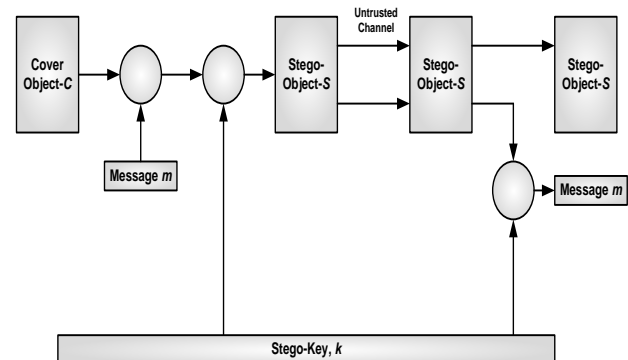 Untrusted
Channel
Cover
Object-C
Stego-
Object-S
Stego-
Object-S
Stego-
Object-S
Message m
Message m
Stego-Key, k